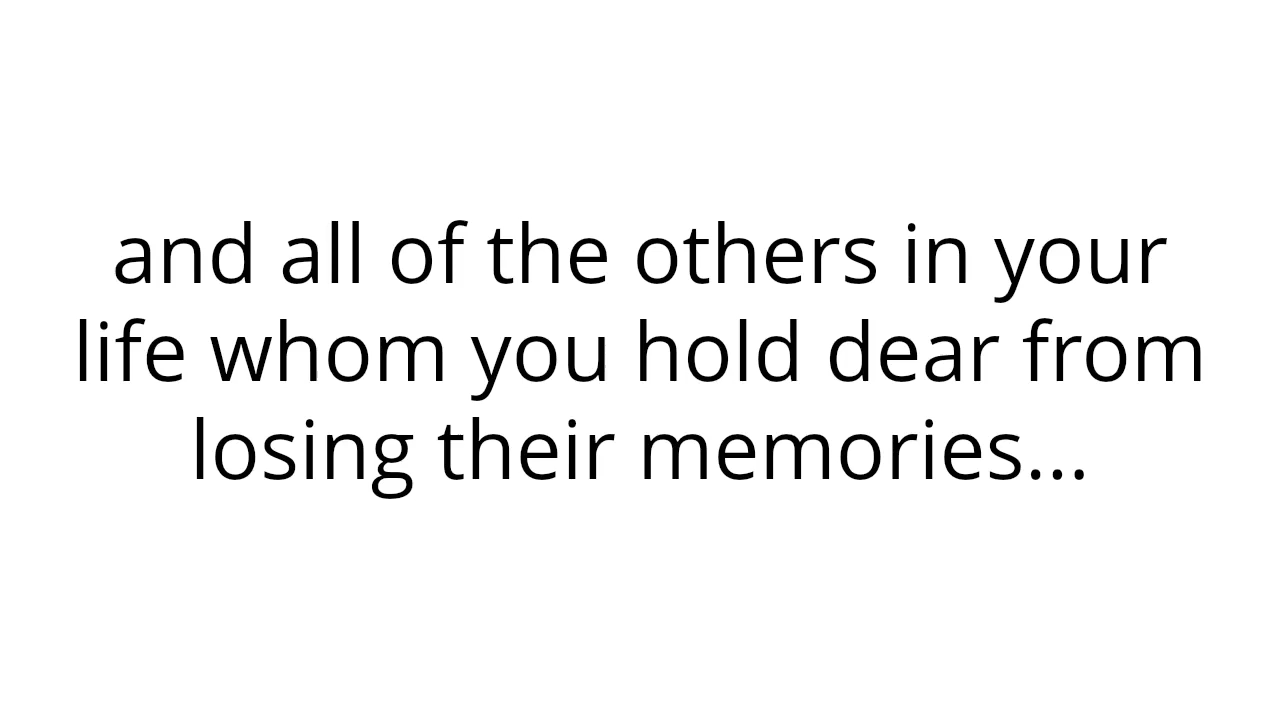 and all of the others in your
life whom you hold dear from
losing their memories...